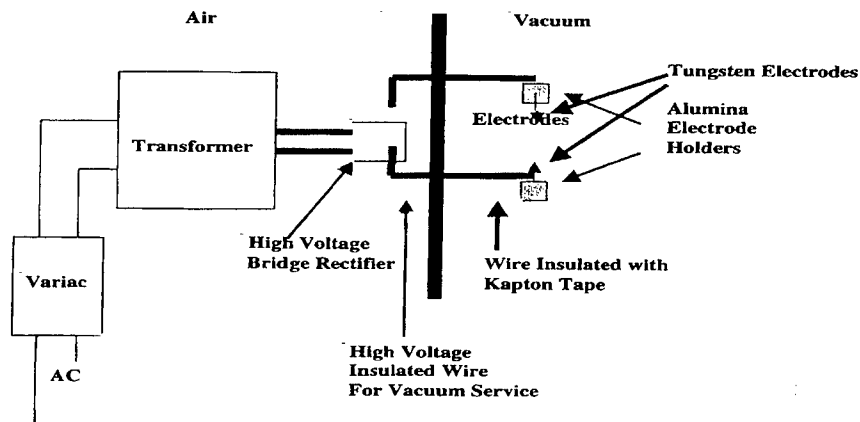 Air
Vacuum
Tungsten Electrodes
Electrodes
Alumina
Electrode
Holders
Transformer
High Voltage
Bridge Rectifier
Wire Insulated with
Kapton Tape
Variac
High Voltage
Insulated Wire
For Vacuum Service
AC